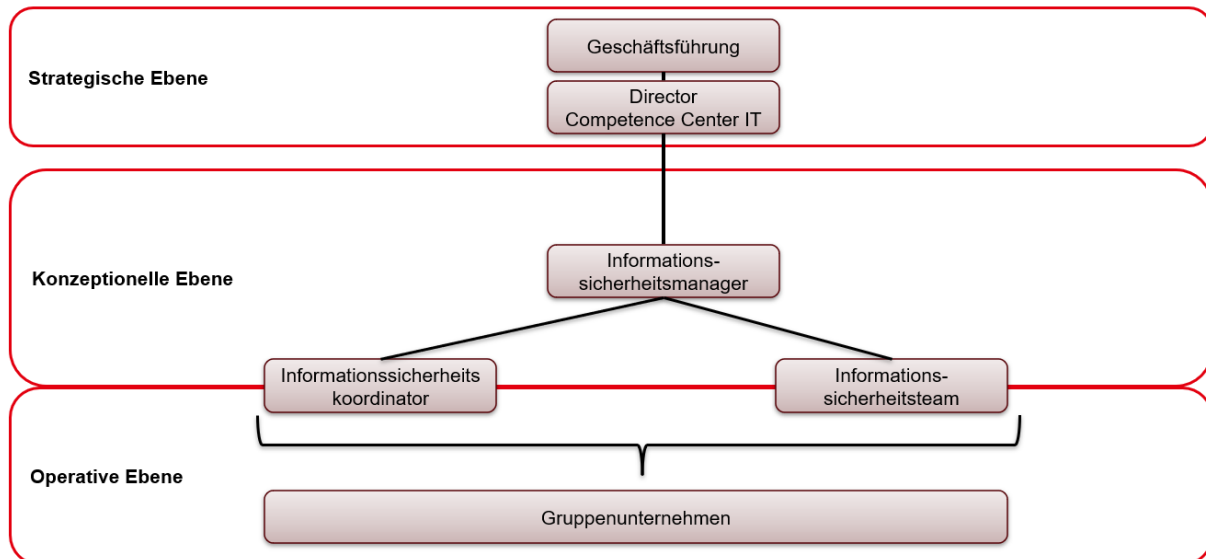 Strategische Ebene
Geschäftsführung
Director
Competence Center IT
Konzeptionelle Ebene
Informations-
sicherheitsmanager
Informationssicherheits
koordinator
Informations-
sicherheitsteam
Operative Ebene
Gruppenunternehmen